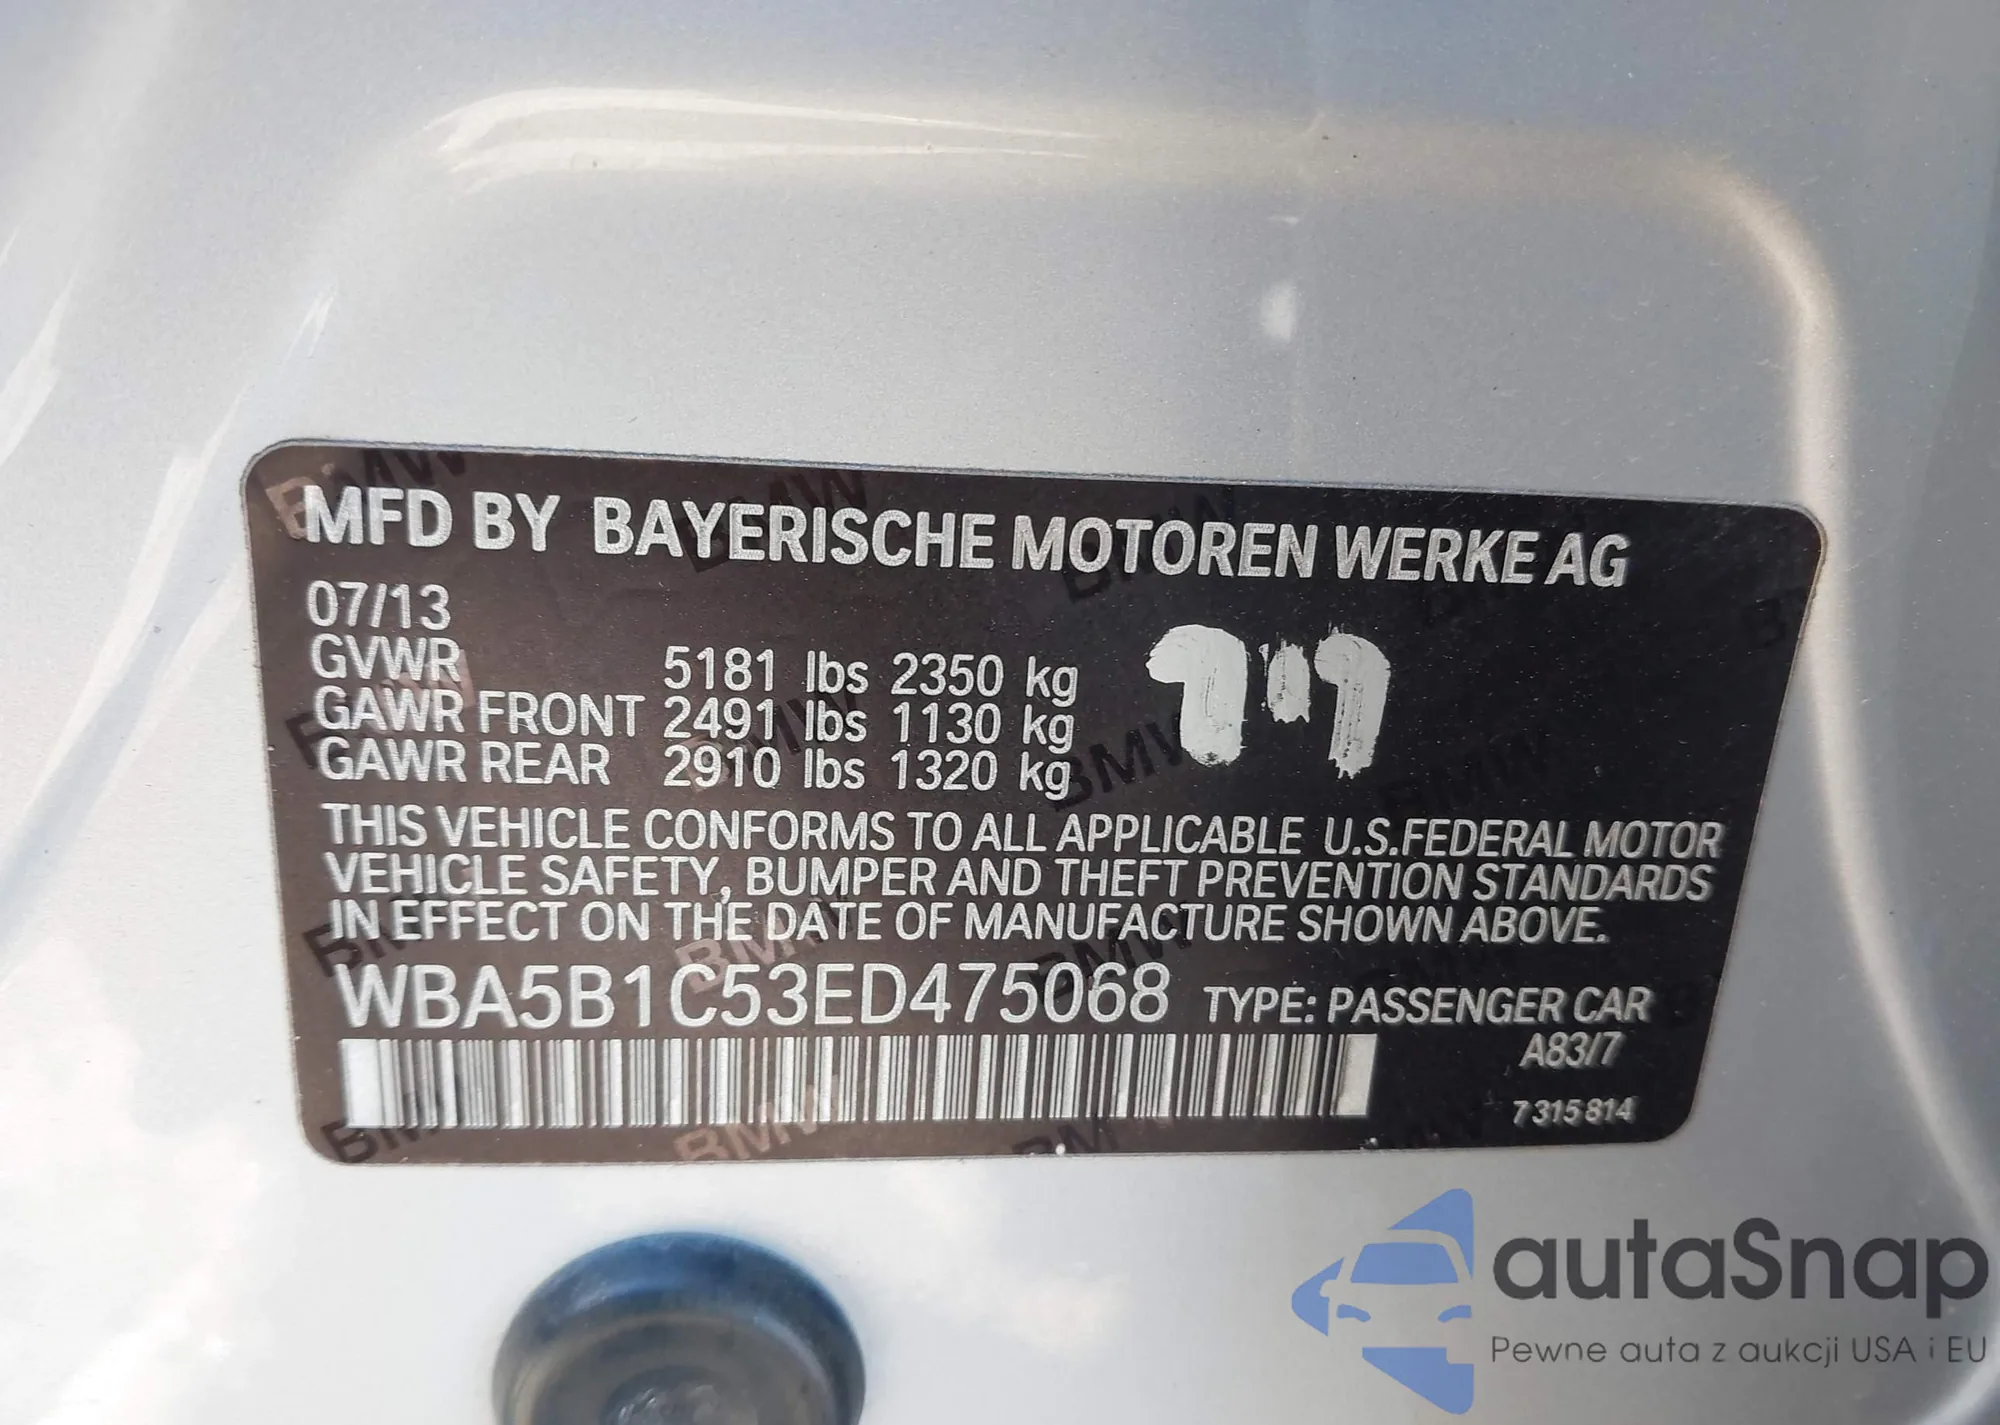 MFD BY BAYERISCHE MOTOREN WERKE AG
07/13
GVWR 5181 lbs 2350 kg
GAWR FRONT 2491 lbs 1130 kg
GAWR REAR 2910 lbs 1320 kg
THIS VEHICLE CONFORMS TO ALL APPLICABLE U.S.FEDERAL MOTOR
VEHICLE SAFETY, BUMPER AND THEFT PREVENTION STANDARDS
IN EFFECT ON THE DATE OF MANUFACTURE SHOWN ABOVE.
WBA5B1C53ED475068 TYPE: PASSENGER CAR
A83/7
7 315 814
autaSnap
Pewne auta z aukcji USA i EU